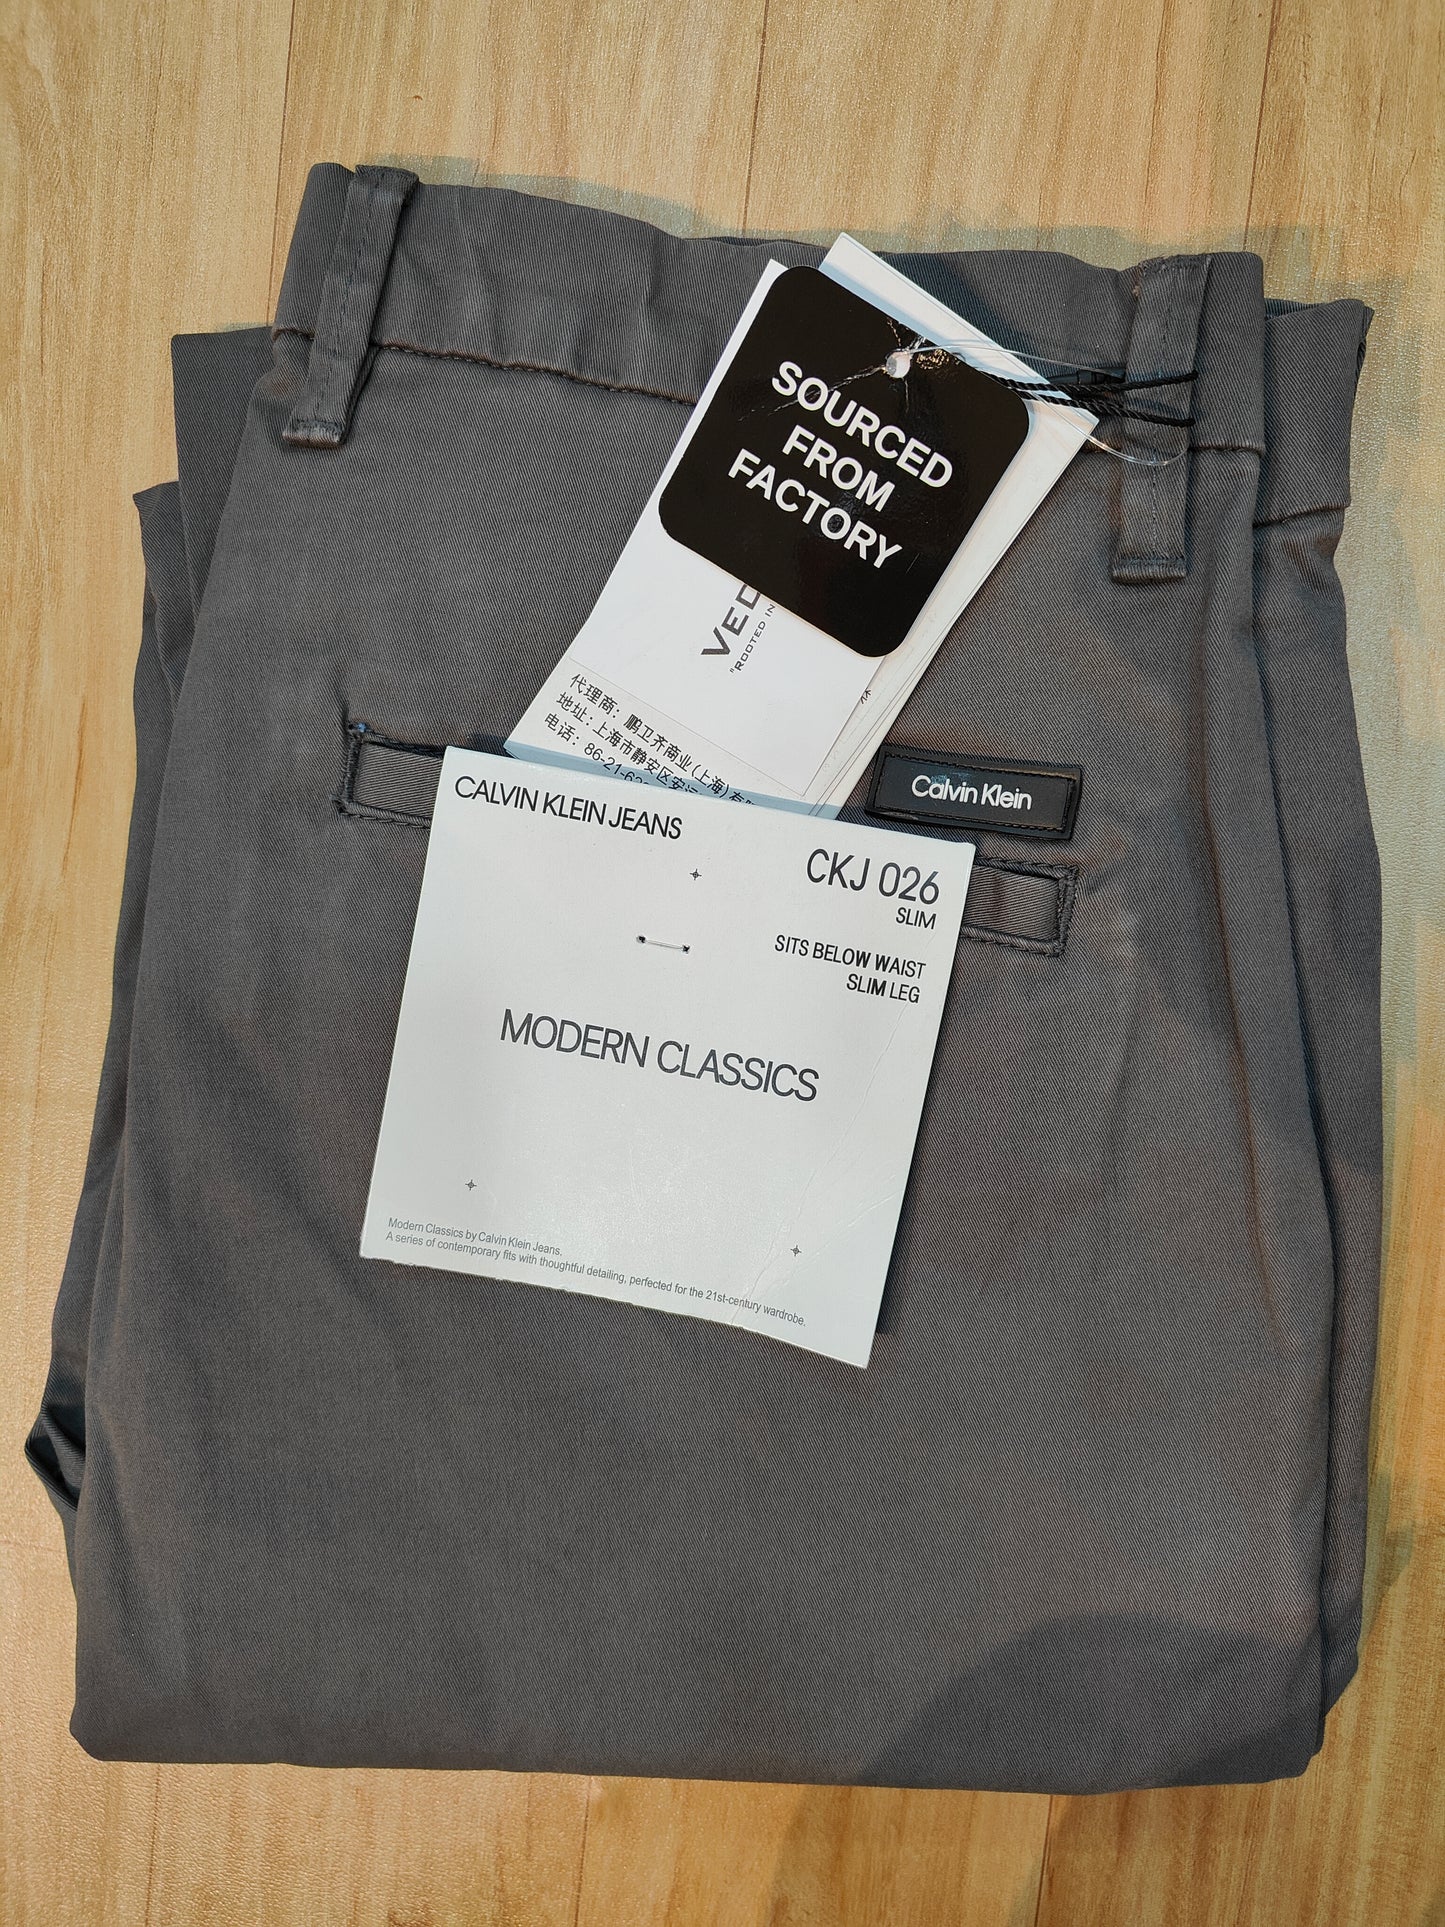 SOURCED
FROM
FACTORY
"ROOTED IN
代理商：鹏卫齐商业(上海)有
地址：上海市静安区安远
电话：86-21-62
Calvin Klein
CALVIN KLEIN JEANS
CKJ 026
SLIM
SITS BELOW WAIST
SLIM LEG
MODERN CLASSICS
Modern Classics by Calvin Klein Jeans.
A series of contemporary fits with thoughtful detailing, perfected for the 21st-century wardrobe.